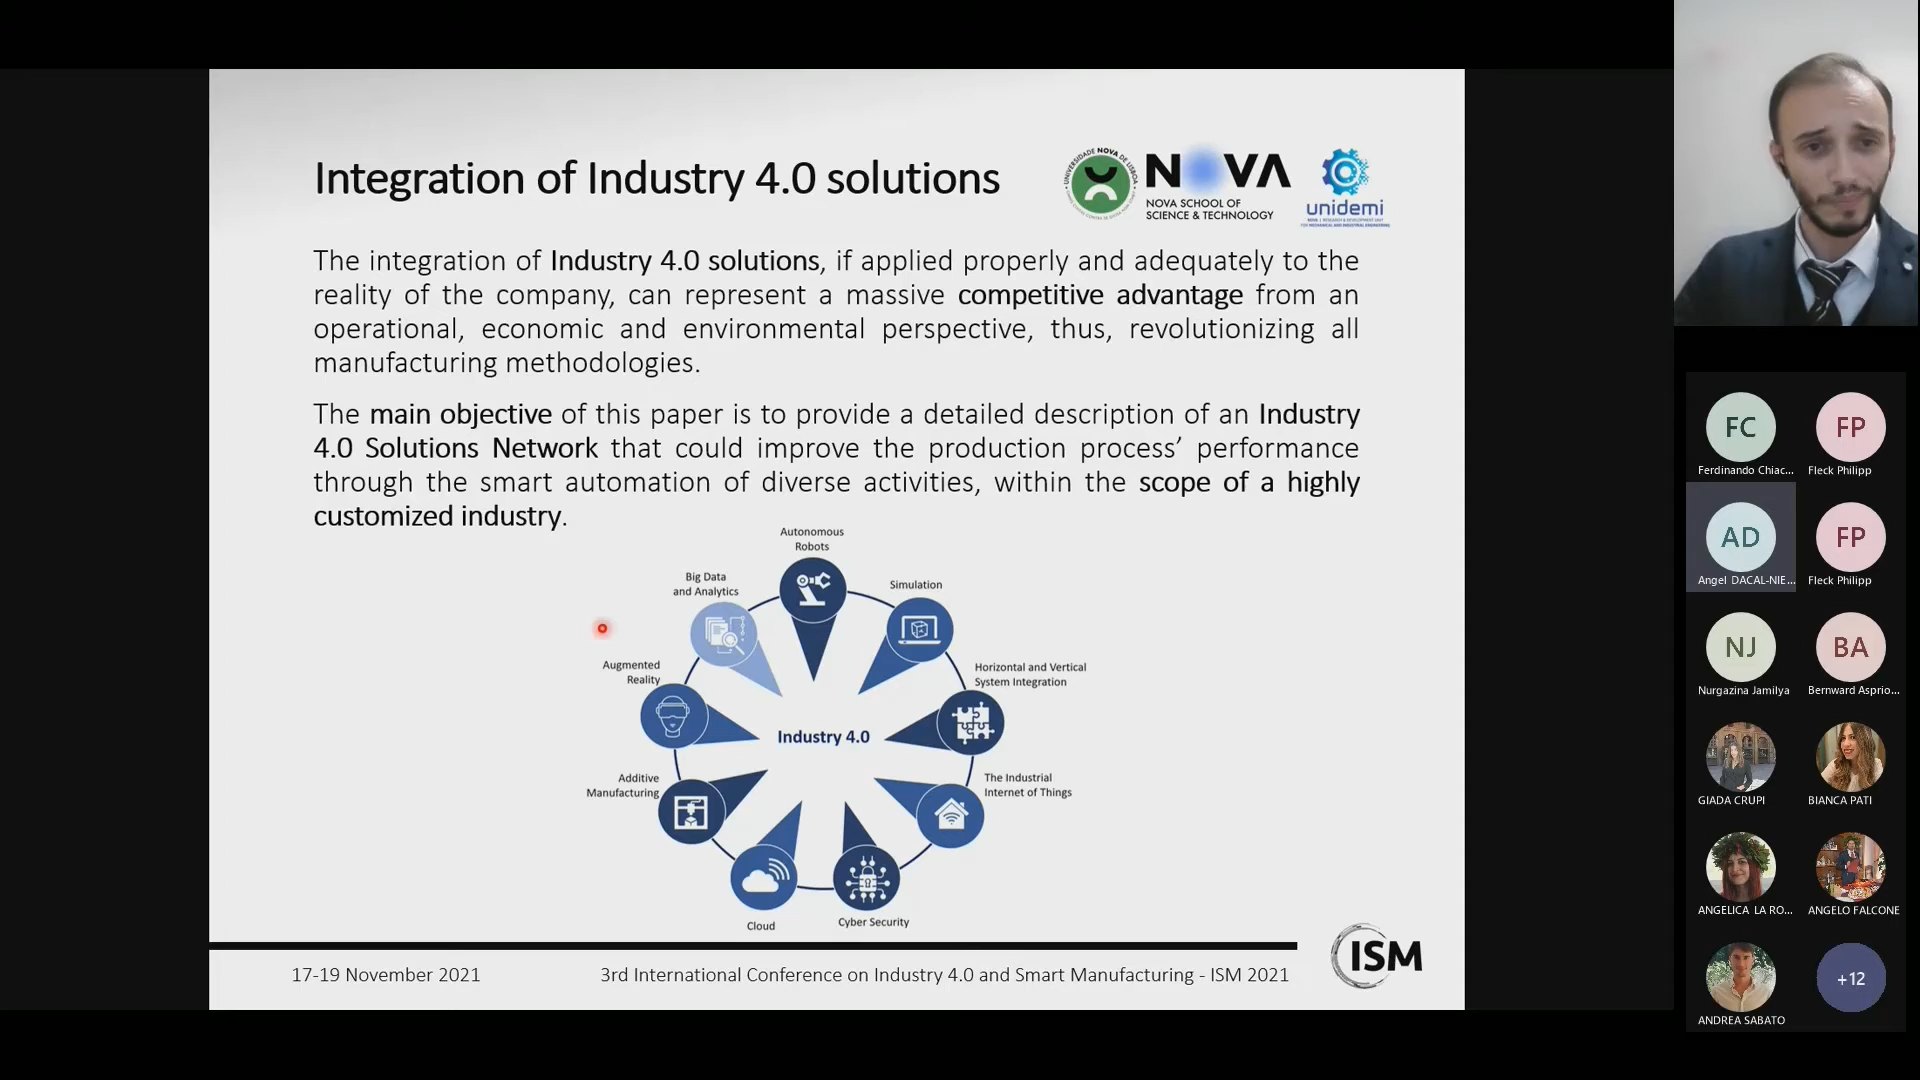 Integration of Industry 4.0 solutions
NOVA
NOVA SCHOOL OF
SCIENCE & TECHNOLOGY
UNIVERSIDADE NOVA DE LISBOA
unidemi
The integration of Industry 4.0 solutions, if applied properly and adequately to the
reality of the company, can represent a massive competitive advantage from an
operational, economic and environmental perspective, thus, revolutionizing all
manufacturing methodologies.
The main objective of this paper is to provide a detailed description of an Industry
4.0 Solutions Network that could improve the production process’ performance
through the smart automation of diverse activities, within the scope of a highly
customized industry.
Autonomous
Robots
Big Data
and Analytics
Simulation
Augmented
Reality
Horizontal and Vertical
System Integration
Industry 4.0
Additive
Manufacturing
The Industrial
Internet of Things
Cloud
Cyber Security
17-19 November 2021
3rd International Conference on Industry 4.0 and Smart Manufacturing - ISM 2021
ISM
FC
Ferdinando Chiac...
FP
Fleck Philipp
AD
Angel DACAL-NIE...
FP
Fleck Philipp
NJ
Nurgazina Jamilya
BA
Bernward Asprio...
GIADA CRUPI
BIANCA PATI
ANGELICA LA RO...
ANGELO FALCONE
ANDREA SABATO
+12